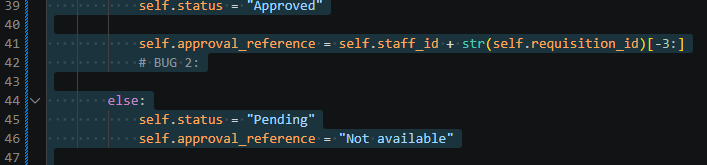 39 self.status = "Approved"
40
41 self.approval_reference = self.staff_id + str(self.requisition_id)[-3:]
42 # BUG 2:
43
44 else:
45 self.status = "Pending"
46 self.approval_reference = "Not available"
47